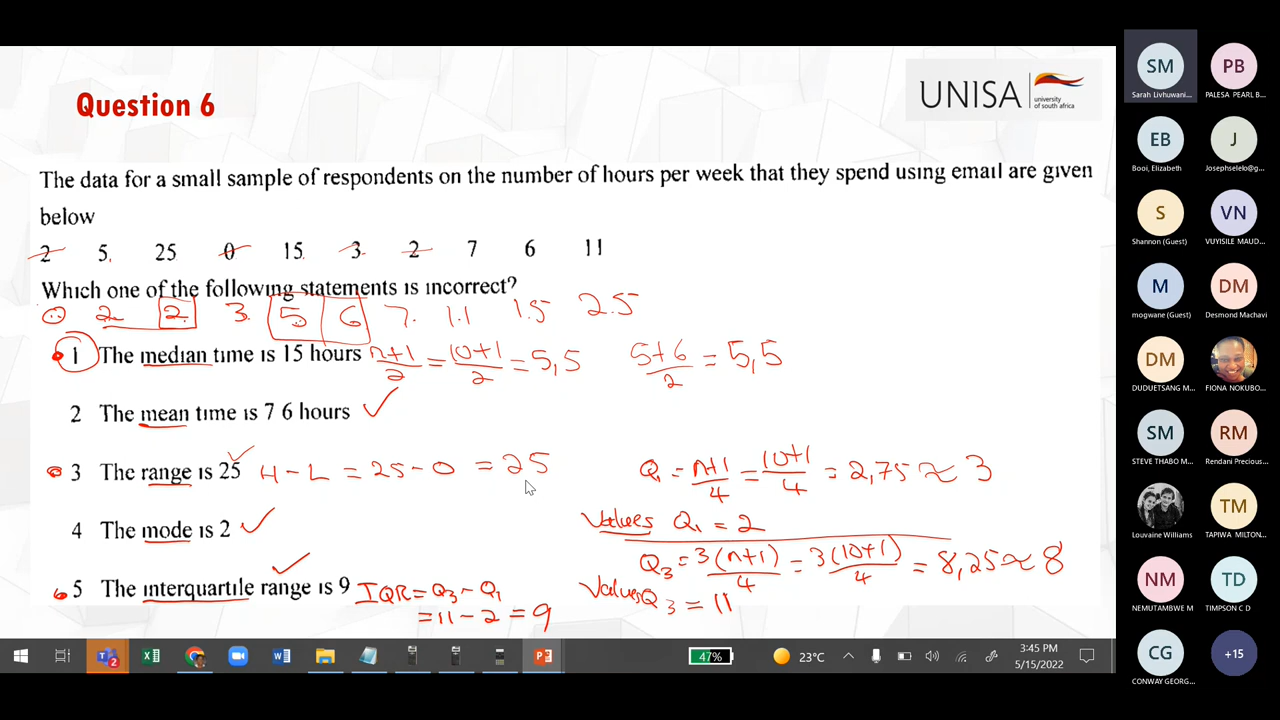 Question 6
UNISA
university
of south africa
The data for a small sample of respondents on the number of hours per week that they spend using email are given
below
2 5 25 0 15 3 2 7 6 11
Which one of the following statements is incorrect?
0 2 2 3 5 6 7 11 15 25
1 The median time is 15 hours n+1/2 = 10+1/2 = 5,5 5+6/2 = 5,5
2 The mean time is 7 6 hours ✓
3 The range is 25 ✓ H - L = 25 - 0 = 25
Q1 = n+1/4 = 10+1/4 = 2,75 ≈ 3
Values Q1 = 2
4 The mode is 2 ✓
Q3 = 3(n+1)/4 = 3(10+1)/4 = 8,25 ≈ 8
5 The interquartile range is 9 ✓ IQR = Q3 - Q1
Values Q3 = 11
= 11 - 2 = 9
47%
23°C
3:45 PM
5/15/2022
SM
Sarah Livhuwani...
PB
PALESA PEARL B...
EB
Booi, Elizabeth
J
Josephselelo@g...
S
Shannon (Guest)
VN
VUYISILE MAUD...
M
mogwane (Guest)
DM
Desmond Machavi
DM
DUDUETSANG M...
FIONA NOKUBO...
SM
STEVE THABO M...
RM
Rendani Precious...
Louvaine Williams
TM
TAPIWA MILTON...
NM
NEMUTAMBWE M
TD
TIMPSON C D
CG
CONWAY GEORG...
+15